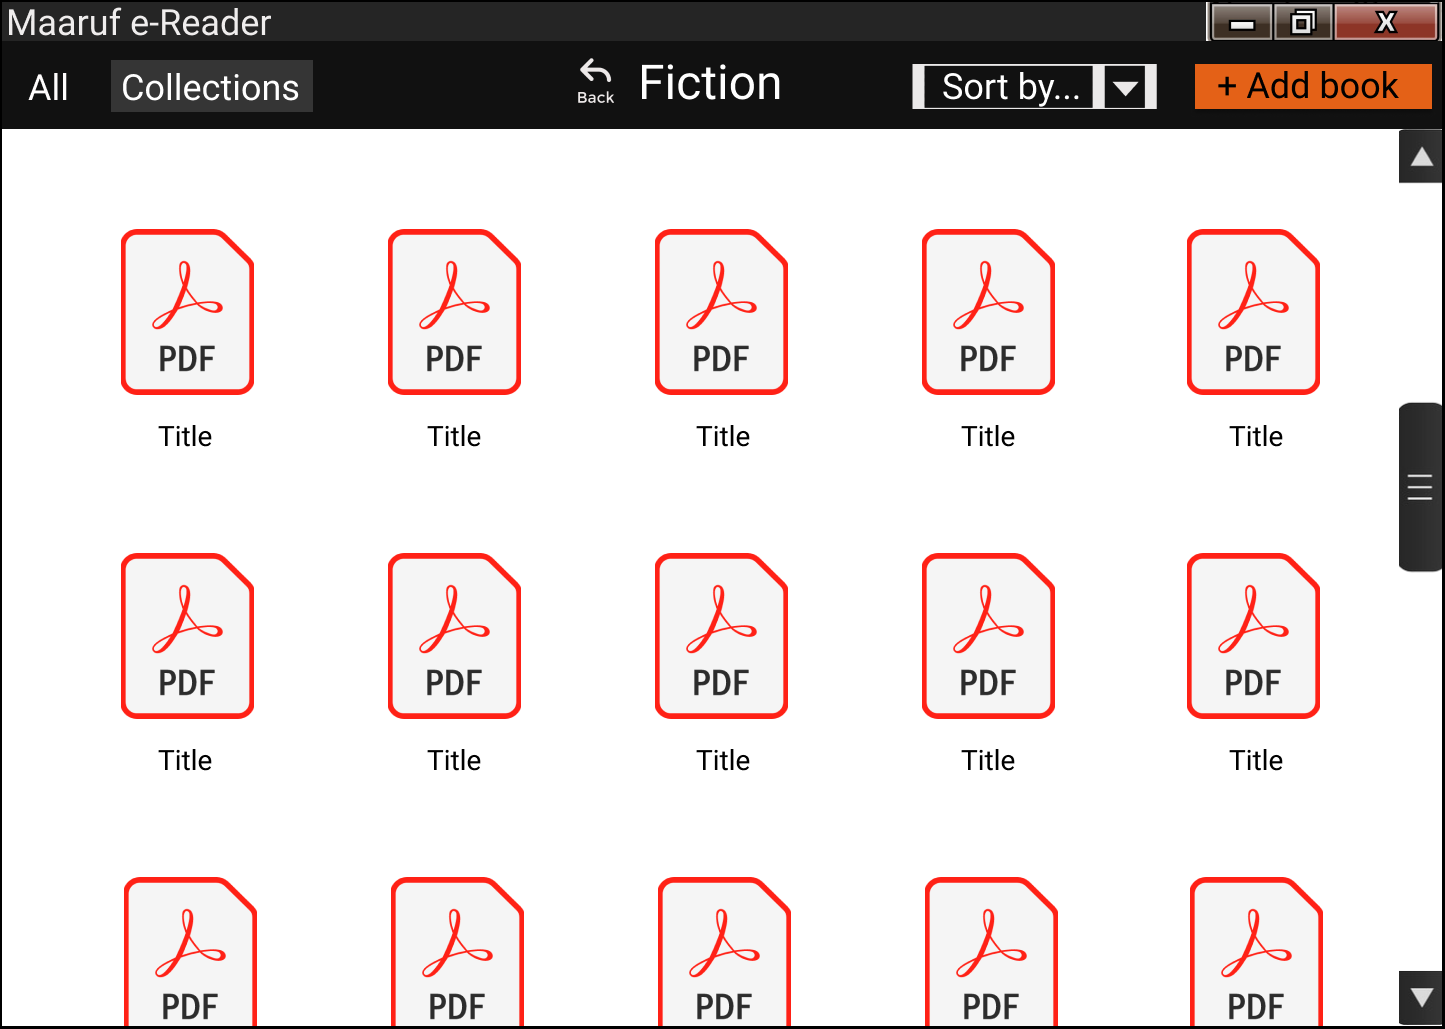 Maaruf e-Reader
X
All Collections Back Fiction Sort by... + Add book
PDF PDF PDF PDF PDF
Title Title Title Title Title
PDF PDF PDF PDF PDF
Title Title Title Title Title
PDF PDF PDF PDF PDF